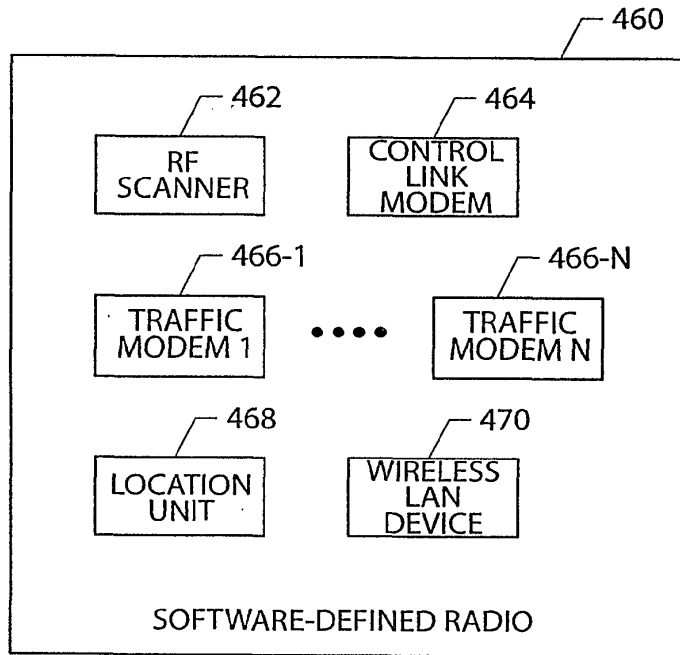 460
462
464
RF
SCANNER
CONTROL
LINK
MODEM
466-1
466-N
TRAFFIC
MODEM 1
TRAFFIC
MODEM N
468
470
LOCATION
UNIT
WIRELESS
LAN
DEVICE
SOFTWARE-DEFINED RADIO